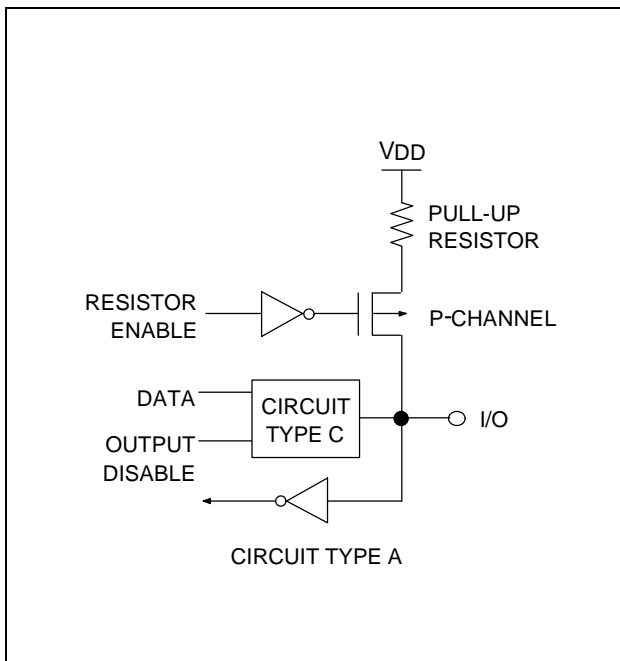 VDD
PULL-UP
RESISTOR
RESISTOR
ENABLE
P-CHANNEL
DATA
CIRCUIT
TYPE C
I/O
OUTPUT
DISABLE
CIRCUIT TYPE A